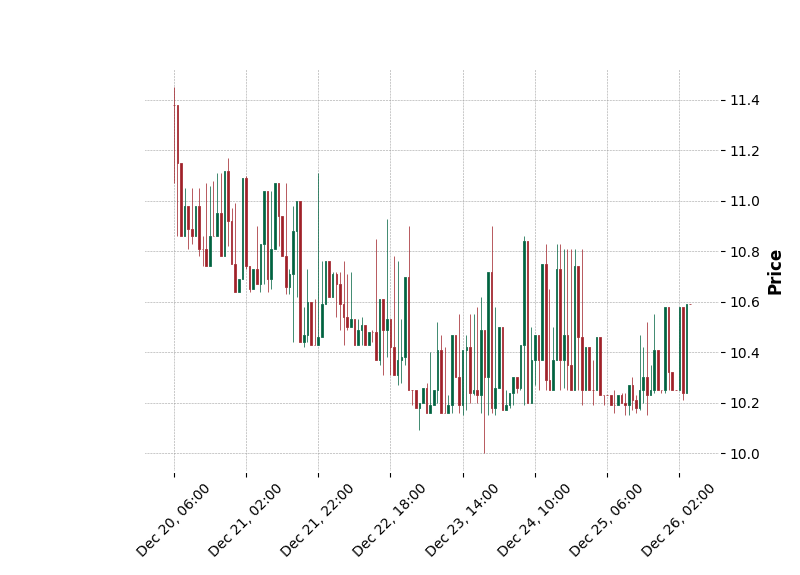 11.4
11.2
11.0
10.8
10.6
10.4
10.2
10.0
Price
Dec 20, 06:00
Dec 21, 02:00
Dec 21, 22:00
Dec 22, 18:00
Dec 23, 14:00
Dec 24, 10:00
Dec 25, 06:00
Dec 26, 02:00